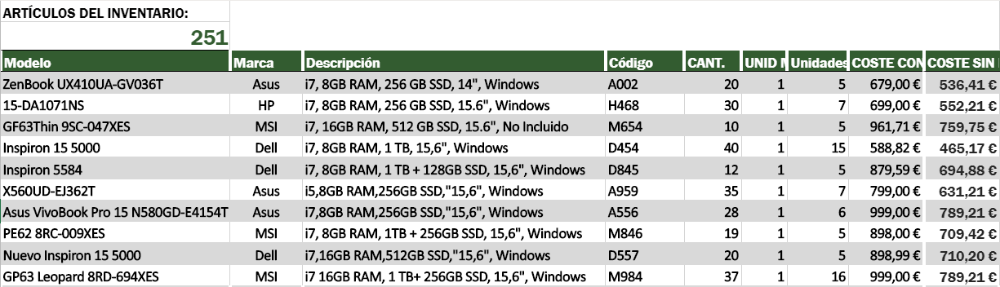 ARTÍCULOS DEL INVENTARIO:
251
Modelo Marca Descripción Código CANT. UNID M Unidades COSTE CON COSTE SIN
ZenBook UX410UA-GV036T Asus i7, 8GB RAM, 256 GB SSD, 14", Windows A002 20 1 5 679,00 € 536,41 €
15-DA1071NS HP i7, 8GB RAM, 256 GB SSD, 15.6", Windows H468 30 1 7 699,00 € 552,21 €
GF63Thin 9SC-047XES MSI i7, 16GB RAM, 512 GB SSD, 15.6", No Incluido M654 10 1 5 961,71 € 759,75 €
Inspiron 15 5000 Dell i7, 8GB RAM, 1 TB, 15,6", Windows D454 40 1 15 588,82 € 465,17 €
Inspiron 5584 Dell i7, 8GB RAM, 1 TB + 128GB SSD, 15,6", Windows D845 12 1 5 879,59 € 694,88 €
X560UD-EJ362T Asus i5,8GB RAM,256GB SSD,"15,6", Windows A959 35 1 7 799,00 € 631,21 €
Asus VivoBook Pro 15 N580GD-E4154T Asus i7,8GB RAM,256GB SSD,"15,6", Windows A556 28 1 6 999,00 € 789,21 €
PE62 8RC-009XES MSI i7, 8GB RAM, 1TB + 256GB SSD, 15,6", Windows M846 19 1 5 898,00 € 709,42 €
Nuevo Inspiron 15 5000 Dell i7,16GB RAM,512GB SSD,"15,6", Windows D557 20 1 5 898,99 € 710,20 €
GP63 Leopard 8RD-694XES MSI i7 16GB RAM, 1 TB+ 256GB SSD, 15,6", Windows M984 37 1 16 999,00 € 789,21 €